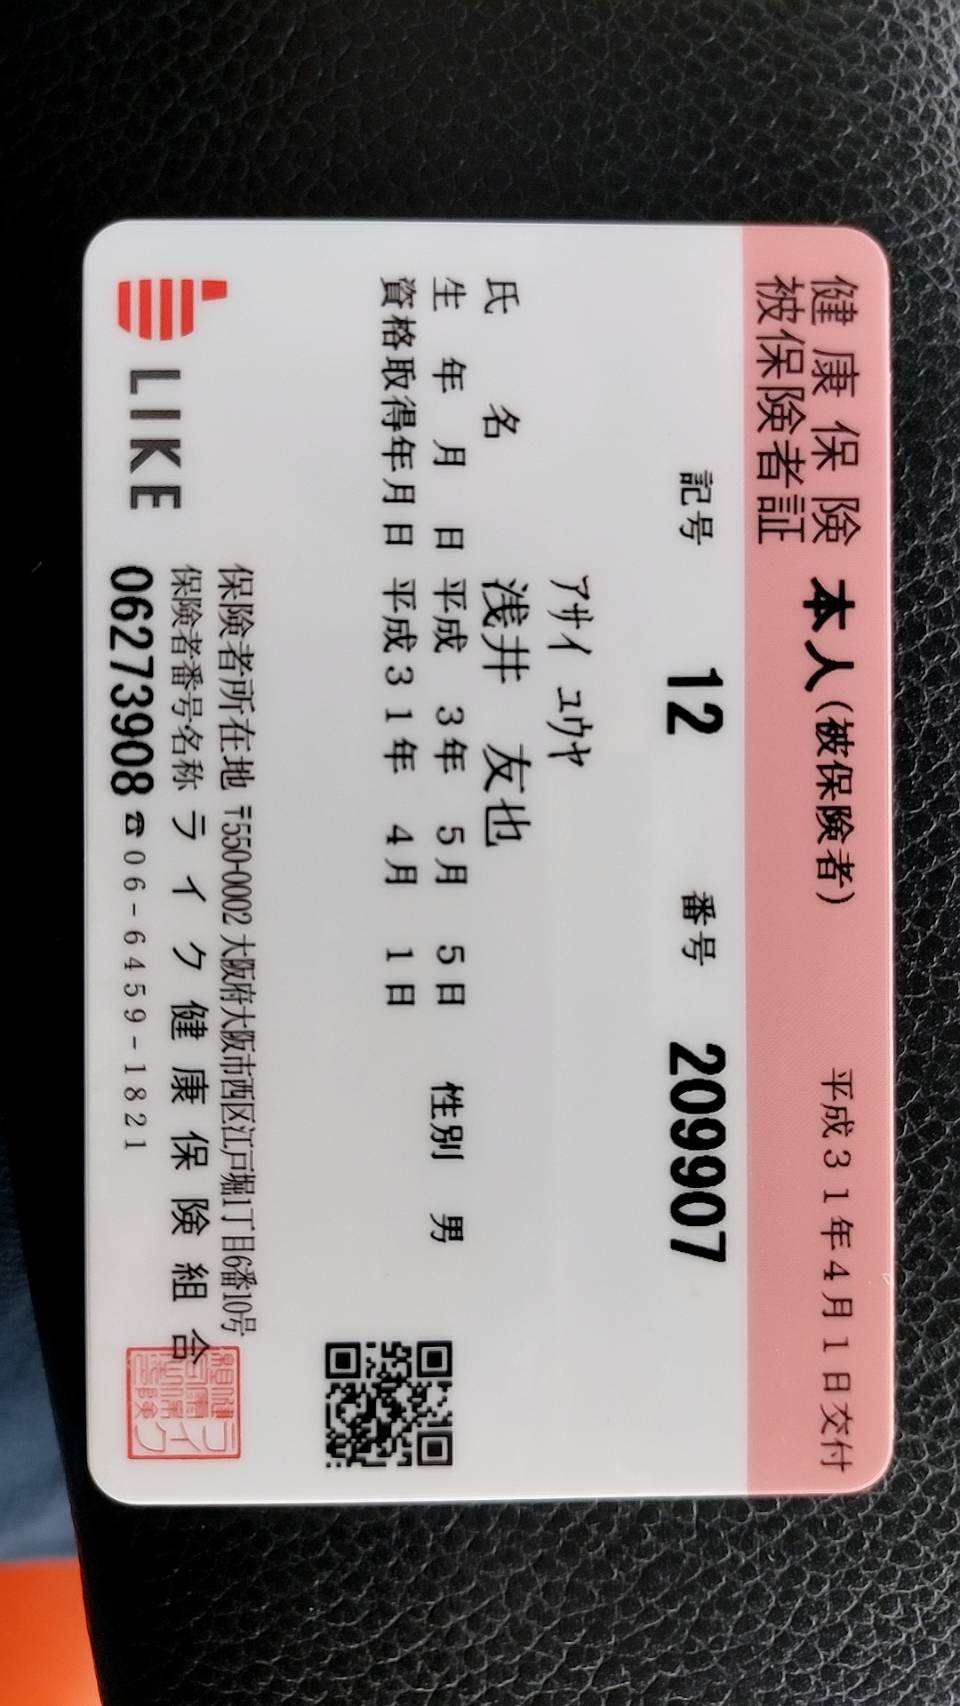 健康保険 本人(被保険者) 平成31年4月1日交付
被保険者証
記号 12 番号 209907
アサイ ユウヤ
氏名 浅井 友也
生年月日 平成 3年 5月 5日 性別 男
資格取得年月日 平成31年 4月 1日
保険者所在地 〒550-0002 大阪府大阪市西区江戸堀1丁目6番10号
保険者番号・名称 ライク健康保険組合
LIKE
06273908 ☎06-6459-1821